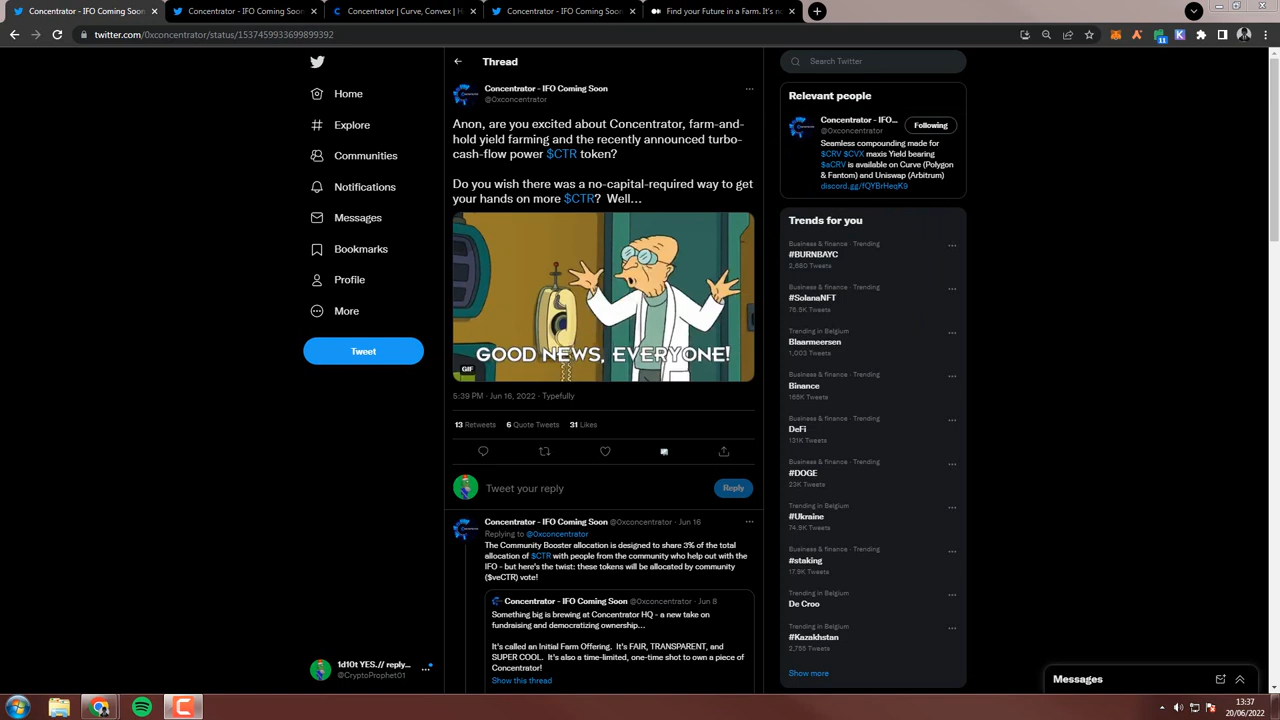 Concentrator - IFO Coming Soon
Concentrator - IFO Coming Soon
Concentrator | Curve, Convex | H
Concentrator - IFO Coming Soon
Find your Future in a Farm. It's no
twitter.com/0xconcentrator/status/1537459933699899392
11
Home
Explore
Communities
Notifications
Messages
Bookmarks
Profile
More
Tweet
1d10t YES.// reply...
@CryptoProphet01
Thread
Concentrator - IFO Coming Soon
@0xconcentrator
Anon, are you excited about Concentrator, farm-and-
hold yield farming and the recently announced turbo-
cash-flow power $CTR token?
Do you wish there was a no-capital-required way to get
your hands on more $CTR? Well…
GOOD NEWS, EVERYONE!
GIF
5:39 PM · Jun 16, 2022 · Typefully
13 Retweets 6 Quote Tweets 31 Likes
Tweet your reply
Reply
Concentrator - IFO Coming Soon @0xconcentrator · Jun 16
Replying to @0xconcentrator
The Community Booster allocation is designed to share 3% of the total
allocation of $CTR with people from the community who help out with the
IFO - but here's the twist: these tokens will be allocated by community
($veCTR) vote!
Concentrator - IFO Coming Soon @0xconcentrator · Jun 8
Something big is brewing at Concentrator HQ - a new take on
fundraising and democratizing ownership…
It's called an Initial Farm Offering. It's FAIR, TRANSPARENT, and
SUPER COOL. It's also a time-limited, one-time shot to own a piece of
Concentrator!
Show this thread
Search Twitter
Relevant people
Concentrator - IFO...
@0xconcentrator
Following
Seamless compounding made for
$CRV $CVX maxis Yield bearing
$aCRV is available on Curve (Polygon
& Fantom) and Uniswap (Arbitrum)
discord.gg/fQYBrHeqK9
Trends for you
Business & finance · Trending
#BURNBAYC
2,680 Tweets
Business & finance · Trending
#SolanaNFT
76.5K Tweets
Trending in Belgium
Blaarmeersen
1,003 Tweets
Business & finance · Trending
Binance
165K Tweets
Business & finance · Trending
DeFi
131K Tweets
Business & finance · Trending
#DOGE
23K Tweets
Trending in Belgium
#Ukraine
74.9K Tweets
Business & finance · Trending
#staking
17.9K Tweets
Trending in Belgium
De Croo
Trending in Belgium
#Kazakhstan
2,755 Tweets
Show more
Messages
13:37
20/06/2022